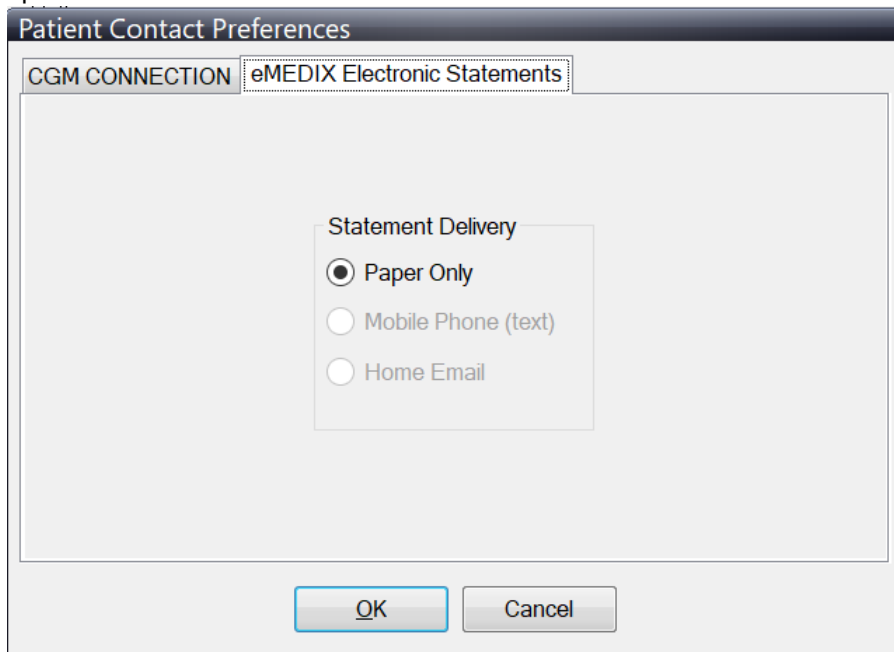 Patient Contact Preferences
CGM CONNECTION eMEDIX Electronic Statements
Statement Delivery
Paper Only
Mobile Phone (text)
Home Email
OK Cancel